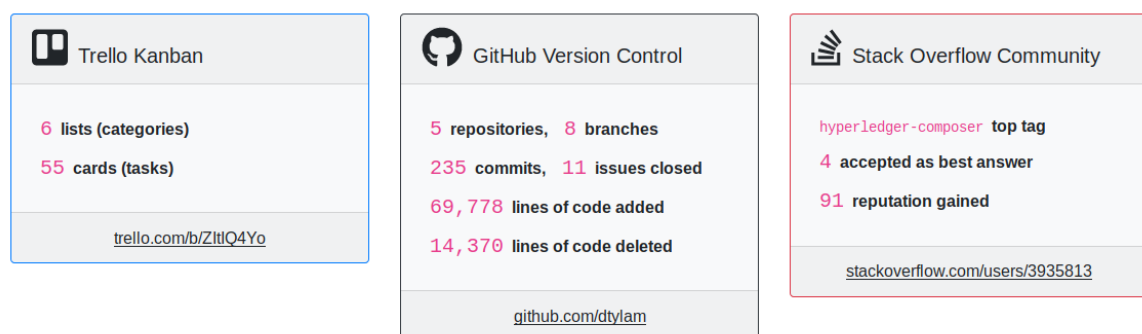 Trello Kanban
6 lists (categories)
55 cards (tasks)
trello.com/b/ZItlQ4Yo
GitHub Version Control
5 repositories, 8 branches
235 commits, 11 issues closed
69,778 lines of code added
14,370 lines of code deleted
github.com/dtylam
Stack Overflow Community
hyperledger-composer top tag
4 accepted as best answer
91 reputation gained
stackoverflow.com/users/3935813